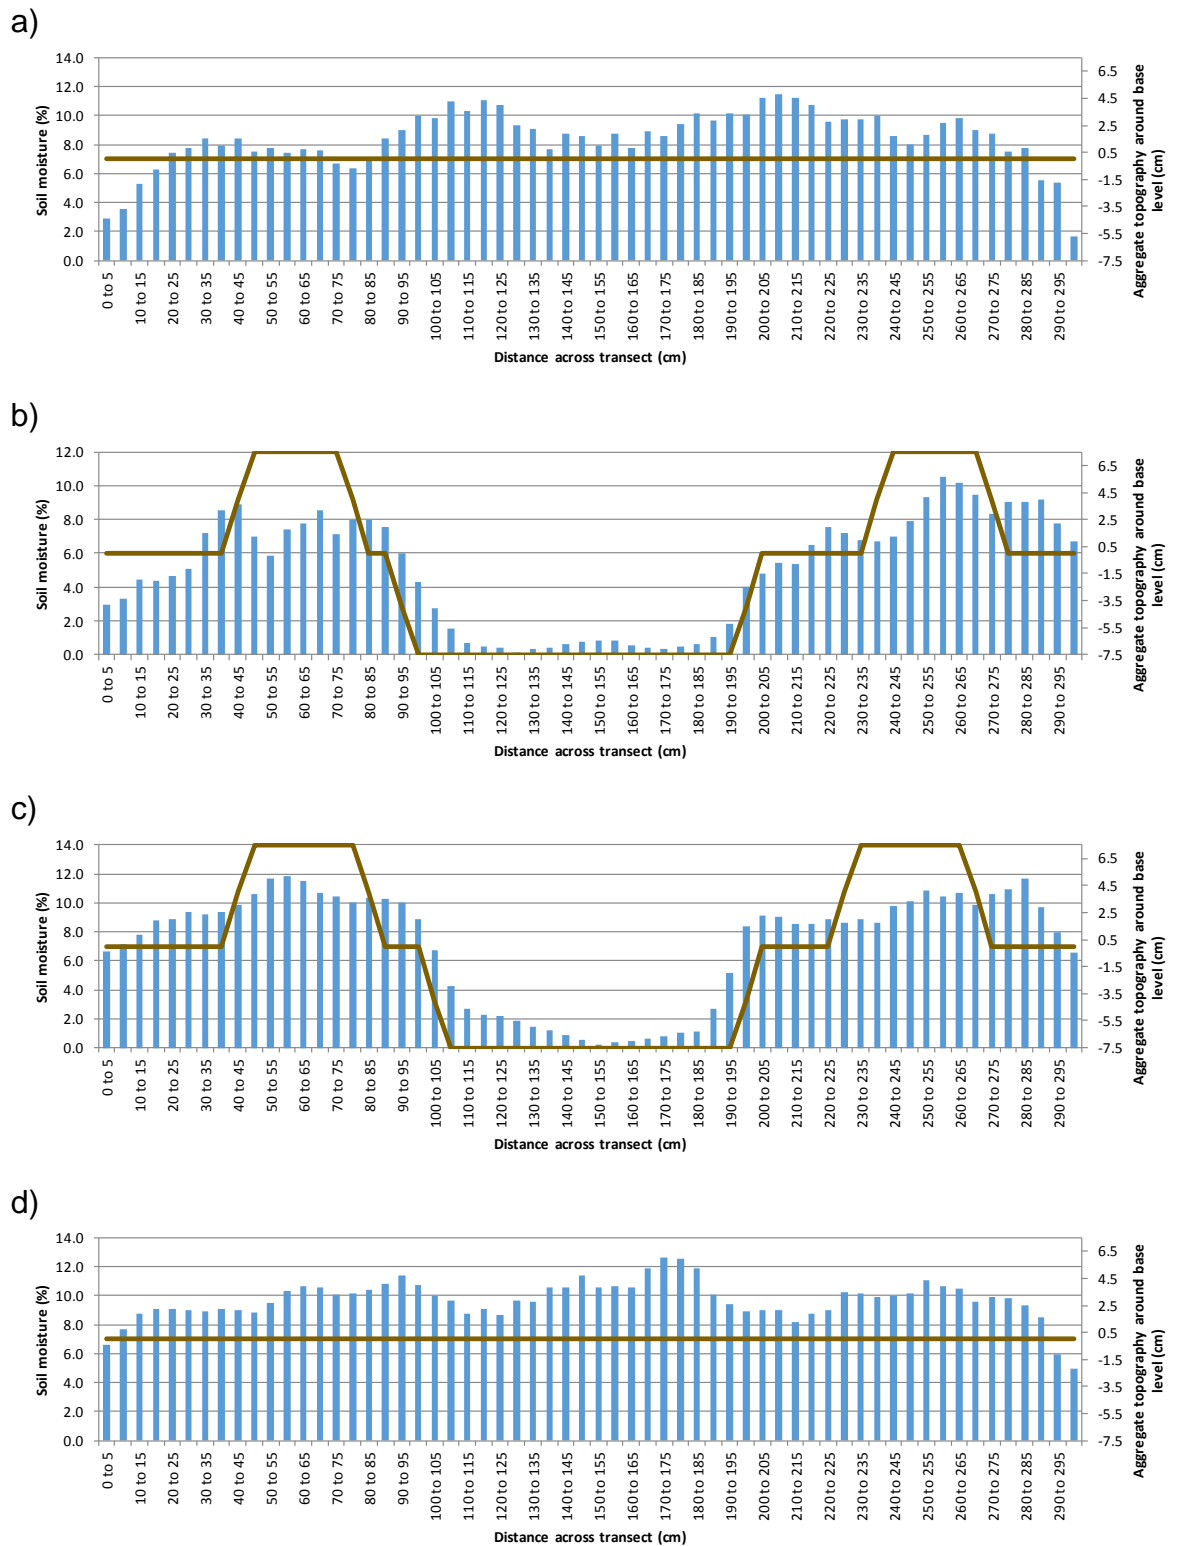 a)
14.0
12.0
10.0
8.0
6.0
4.0
2.0
0.0
Soil moisture (%)
6.5
4.5
2.5
0.5
-1.5
-3.5
-5.5
-7.5
Aggregate topography around base
level (cm)
0 to 5
10 to 15
20 to 25
30 to 35
40 to 45
50 to 55
60 to 65
70 to 75
80 to 85
90 to 95
100 to 105
110 to 115
120 to 125
130 to 135
140 to 145
150 to 155
160 to 165
170 to 175
180 to 185
190 to 195
200 to 205
210 to 215
220 to 225
230 to 235
240 to 245
250 to 255
260 to 265
270 to 275
280 to 285
290 to 295
Distance across transect (cm)
b)
12.0
10.0
8.0
6.0
4.0
2.0
0.0
Soil moisture (%)
6.5
4.5
2.5
0.5
-1.5
-3.5
-5.5
-7.5
Aggregate topography around base
level (cm)
0 to 5
10 to 15
20 to 25
30 to 35
40 to 45
50 to 55
60 to 65
70 to 75
80 to 85
90 to 95
100 to 105
110 to 115
120 to 125
130 to 135
140 to 145
150 to 155
160 to 165
170 to 175
180 to 185
190 to 195
200 to 205
210 to 215
220 to 225
230 to 235
240 to 245
250 to 255
260 to 265
270 to 275
280 to 285
290 to 295
Distance across transect (cm)
c)
14.0
12.0
10.0
8.0
6.0
4.0
2.0
0.0
Soil moisture (%)
6.5
4.5
2.5
0.5
-1.5
-3.5
-5.5
-7.5
Aggregate topography around base
level (cm)
0 to 5
10 to 15
20 to 25
30 to 35
40 to 45
50 to 55
60 to 65
70 to 75
80 to 85
90 to 95
100 to 105
110 to 115
120 to 125
130 to 135
140 to 145
150 to 155
160 to 165
170 to 175
180 to 185
190 to 195
200 to 205
210 to 215
220 to 225
230 to 235
240 to 245
250 to 255
260 to 265
270 to 275
280 to 285
290 to 295
Distance across transect (cm)
d)
14.0
12.0
10.0
8.0
6.0
4.0
2.0
0.0
Soil moisture (%)
6.5
4.5
2.5
0.5
-1.5
-3.5
-5.5
-7.5
Aggregate topography around base
level (cm)
0 to 5
10 to 15
20 to 25
30 to 35
40 to 45
50 to 55
60 to 65
70 to 75
80 to 85
90 to 95
100 to 105
110 to 115
120 to 125
130 to 135
140 to 145
150 to 155
160 to 165
170 to 175
180 to 185
190 to 195
200 to 205
210 to 215
220 to 225
230 to 235
240 to 245
250 to 255
260 to 265
270 to 275
280 to 285
290 to 295
Distance across transect (cm)